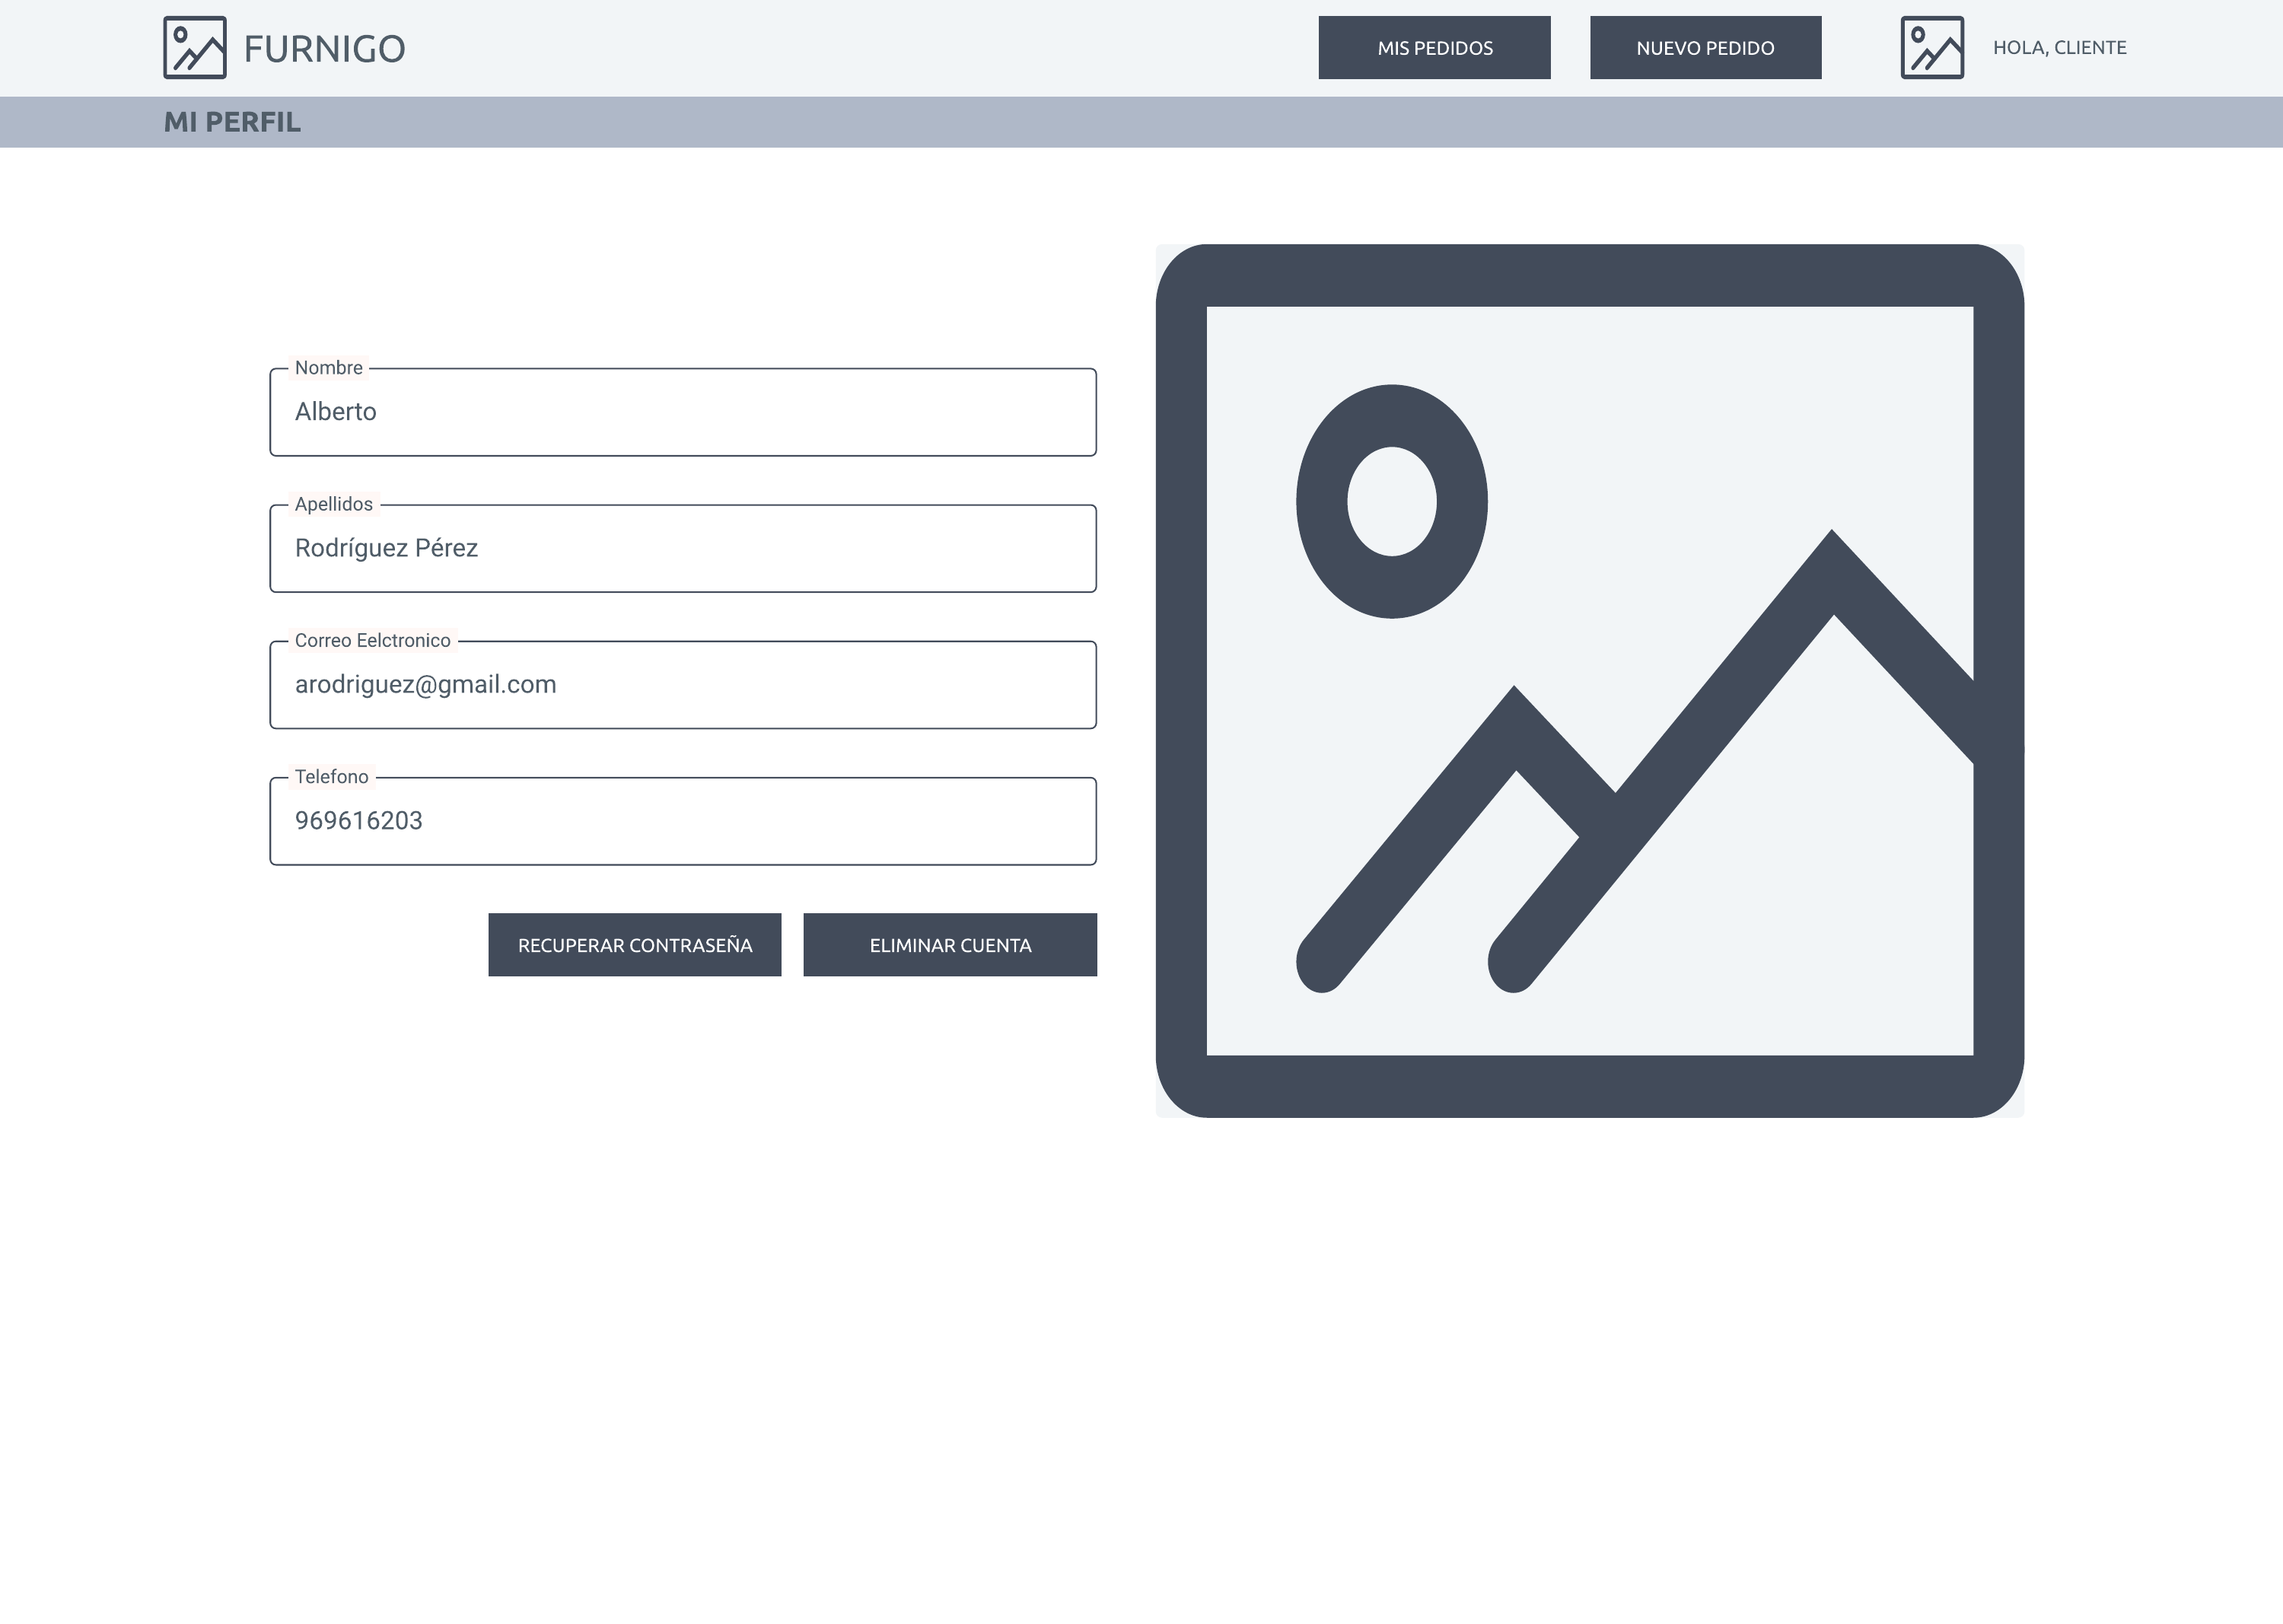 FURNIGO
MIS PEDIDOS
NUEVO PEDIDO
HOLA, CLIENTE
MI PERFIL
Nombre
Alberto
Apellidos
Rodríguez Pérez
Correo Eelctronico
arodriguez@gmail.com
Telefono
969616203
RECUPERAR CONTRASEÑA
ELIMINAR CUENTA